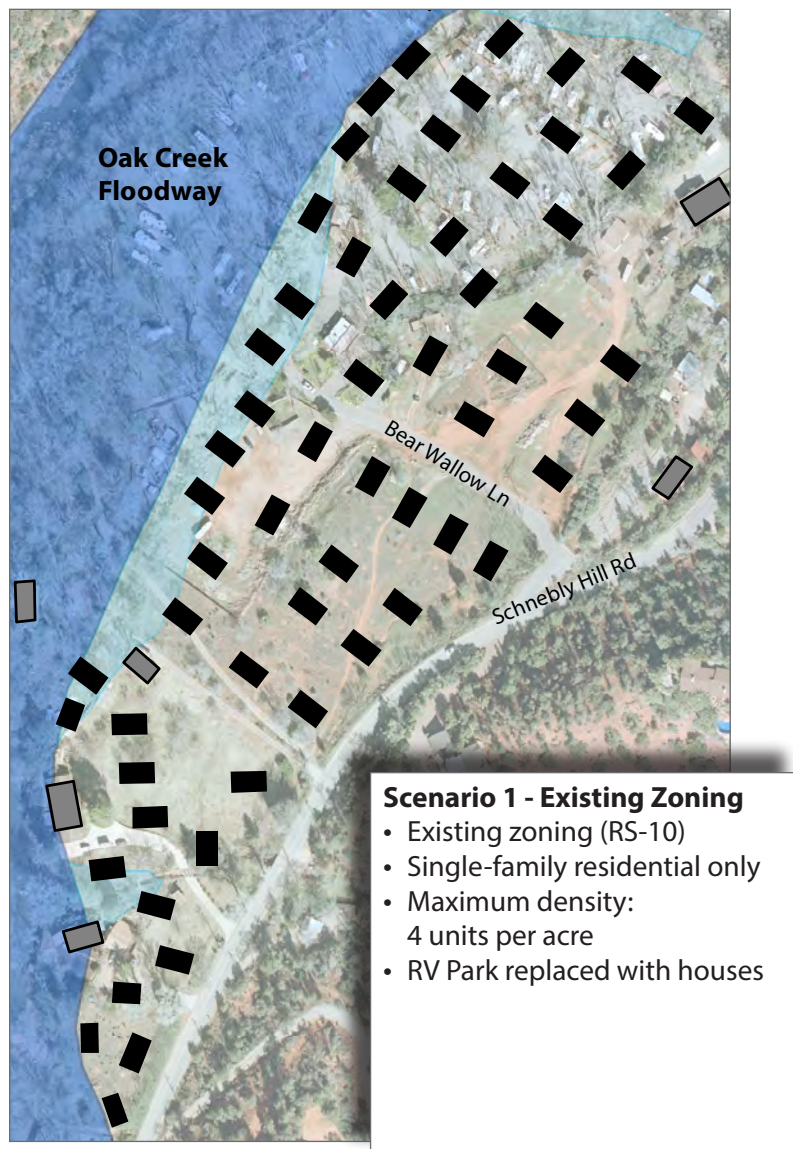 Oak Creek
Floodway
Bear Wallow Ln
Schnebly Hill Rd
Scenario 1 - Existing Zoning
• Existing zoning (RS-10)
• Single-family residential only
• Maximum density:
4 units per acre
• RV Park replaced with houses